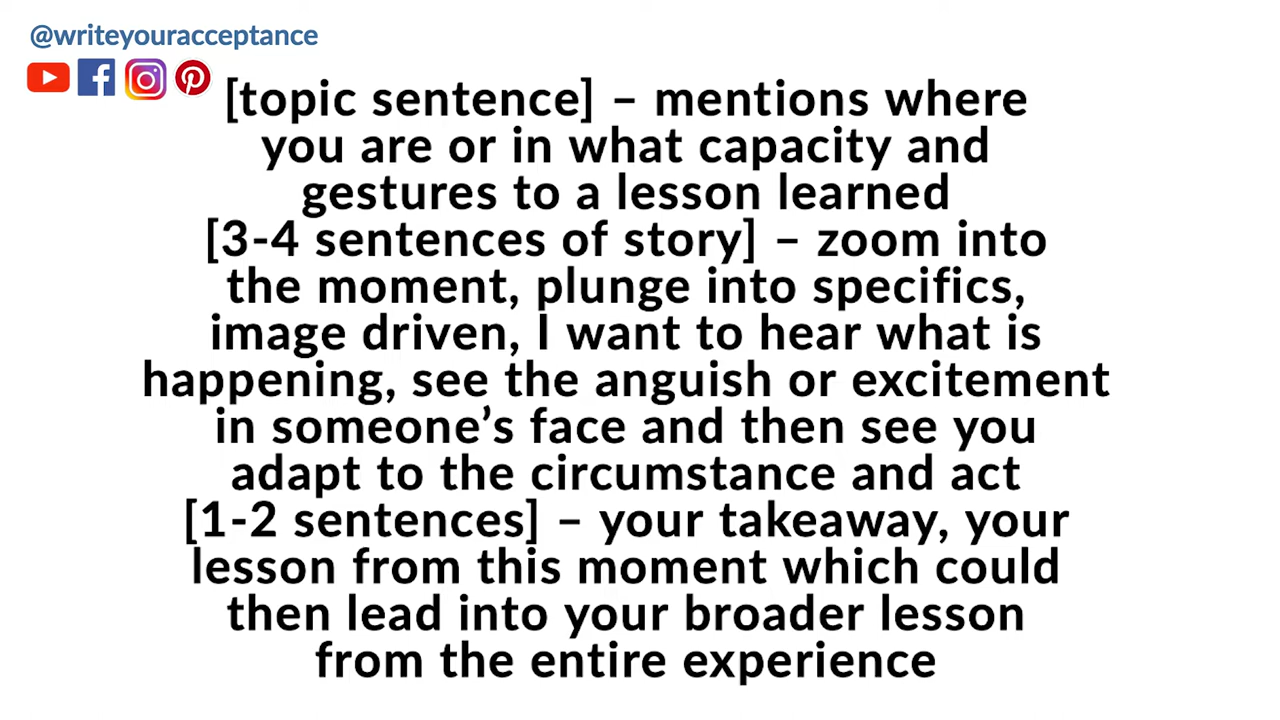 @writeyouracceptance
[topic sentence] – mentions where
you are or in what capacity and
gestures to a lesson learned
[3-4 sentences of story] – zoom into
the moment, plunge into specifics,
image driven, I want to hear what is
happening, see the anguish or excitement
in someone’s face and then see you
adapt to the circumstance and act
[1-2 sentences] – your takeaway, your
lesson from this moment which could
then lead into your broader lesson
from the entire experience